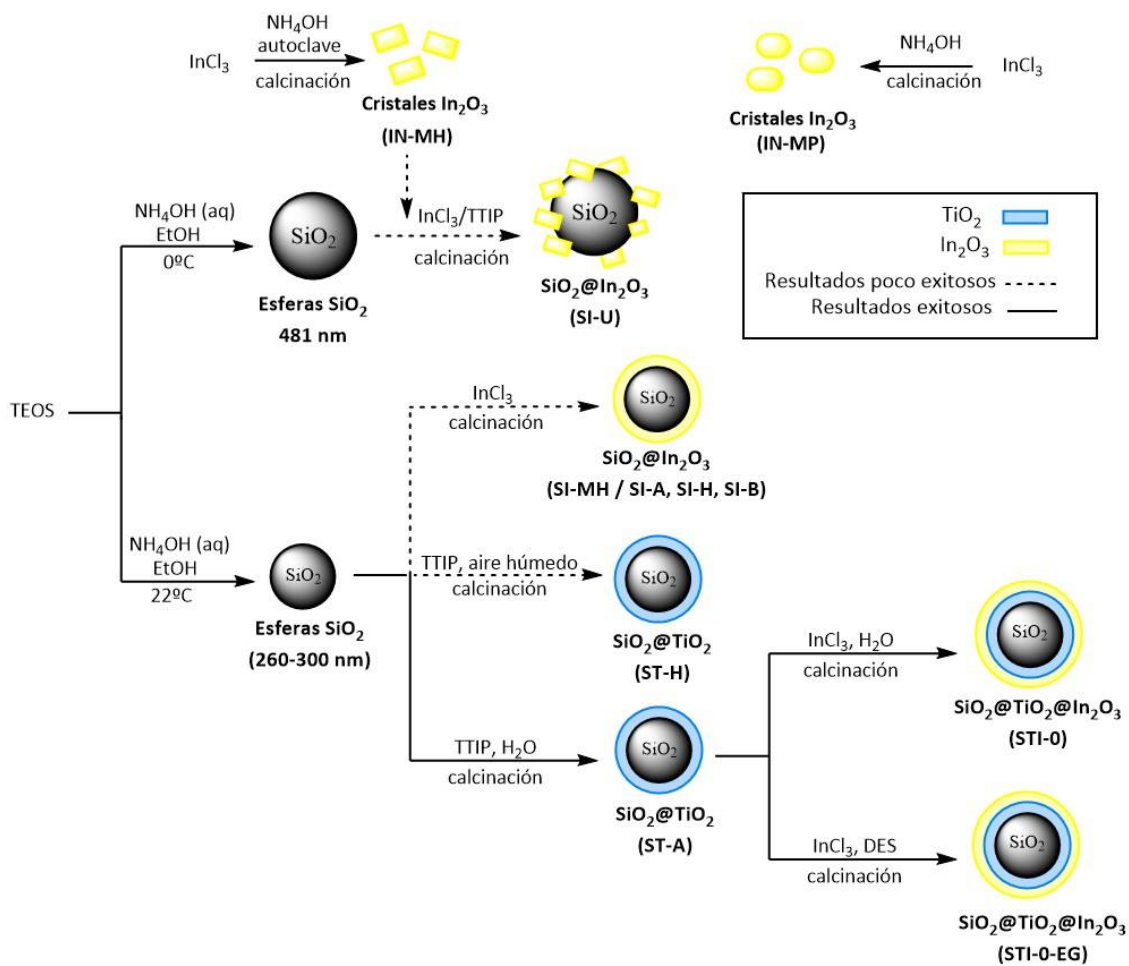 InCl₃
NH₄OH
autoclave
calcinación
Cristales In₂O₃
(IN-MH)
NH₄OH
calcinación
InCl₃
Cristales In₂O₃
(IN-MP)
NH₄OH (aq)
EtOH
0ºC
SiO₂
Esferas SiO₂
481 nm
InCl₃/TTIP
calcinación
SiO₂
SiO₂@In₂O₃
(SI-U)
TiO₂
In₂O₃
Resultados poco exitosos
Resultados exitosos
TEOS
InCl₃
calcinación
SiO₂
SiO₂@In₂O₃
(SI-MH / SI-A, SI-H, SI-B)
NH₄OH (aq)
EtOH
22ºC
SiO₂
Esferas SiO₂
(260-300 nm)
TTIP, aire húmedo
calcinación
SiO₂
SiO₂@TiO₂
(ST-H)
TTIP, H₂O
calcinación
SiO₂
SiO₂@TiO₂
(ST-A)
InCl₃, H₂O
calcinación
SiO₂
SiO₂@TiO₂@In₂O₃
(STI-0)
InCl₃, DES
calcinación
SiO₂
SiO₂@TiO₂@In₂O₃
(STI-0-EG)